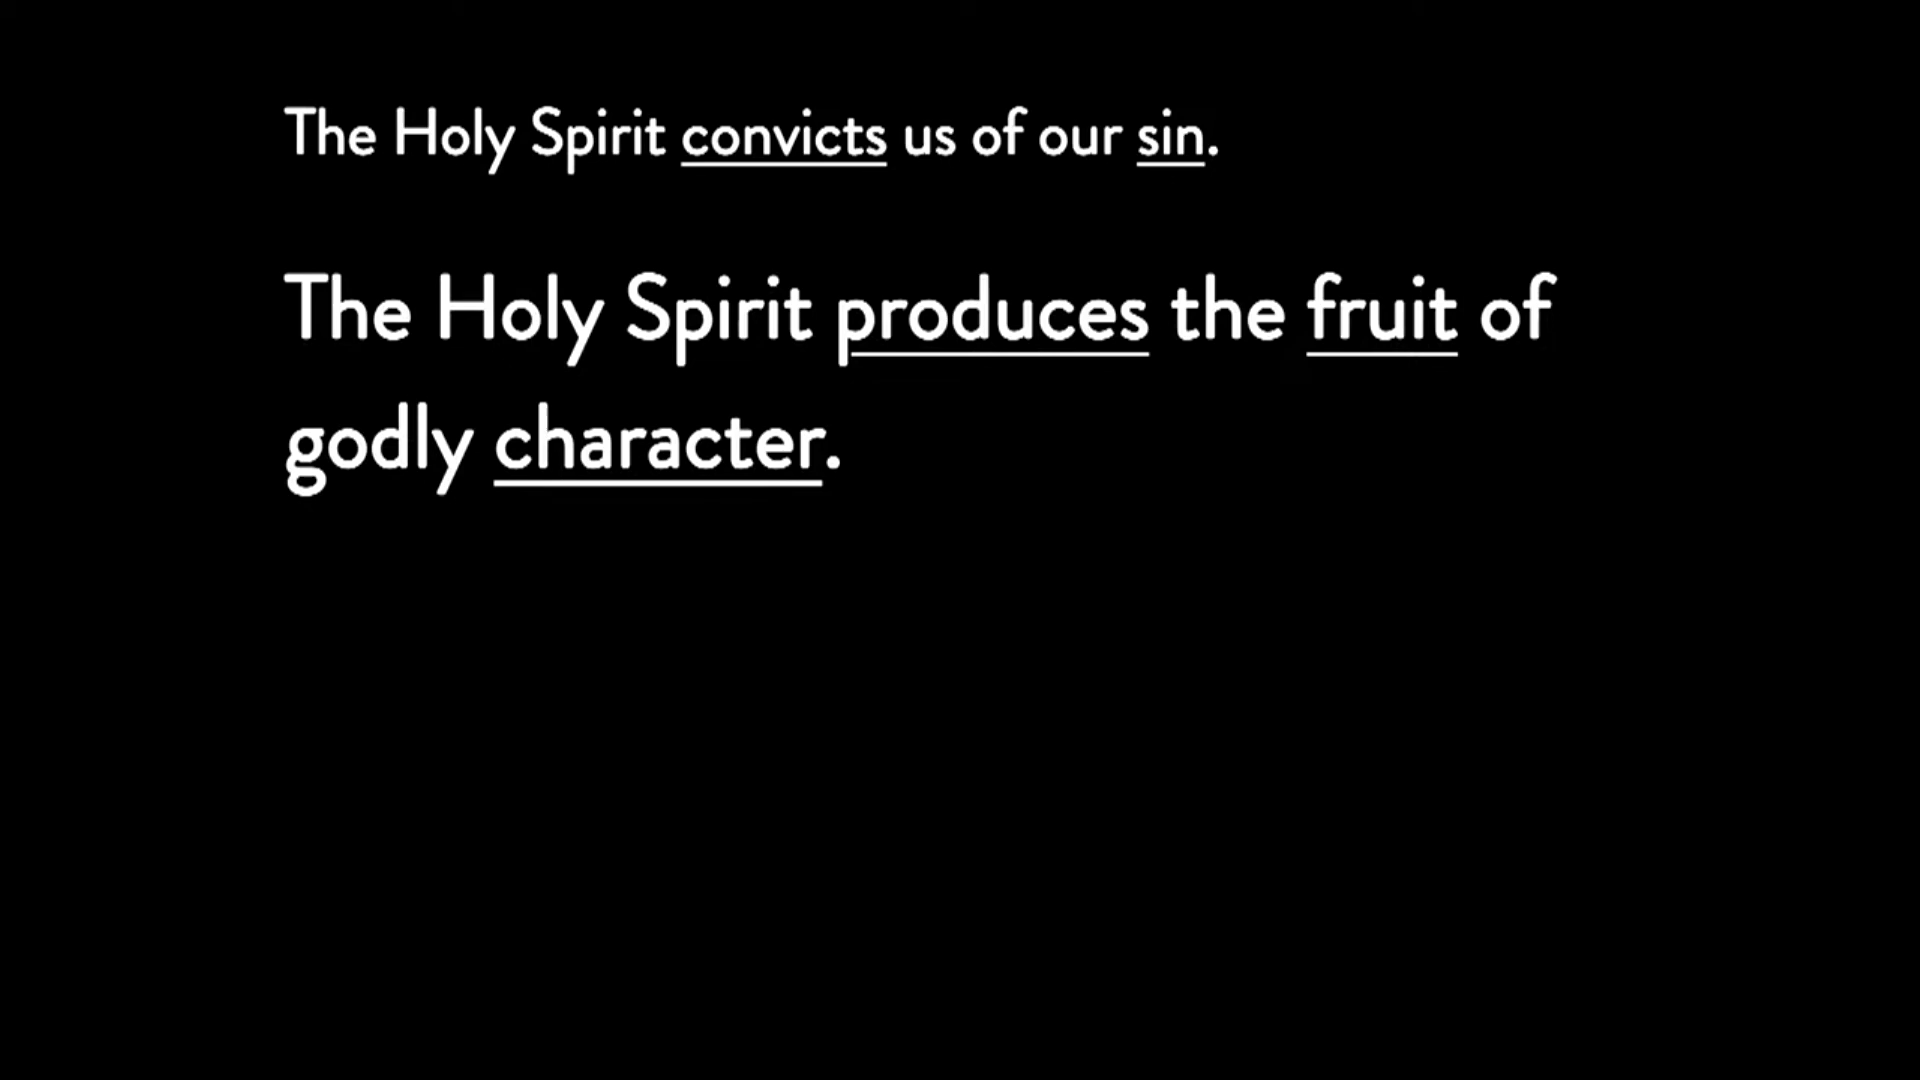 The Holy Spirit convicts us of our sin.
The Holy Spirit produces the fruit of
godly character.